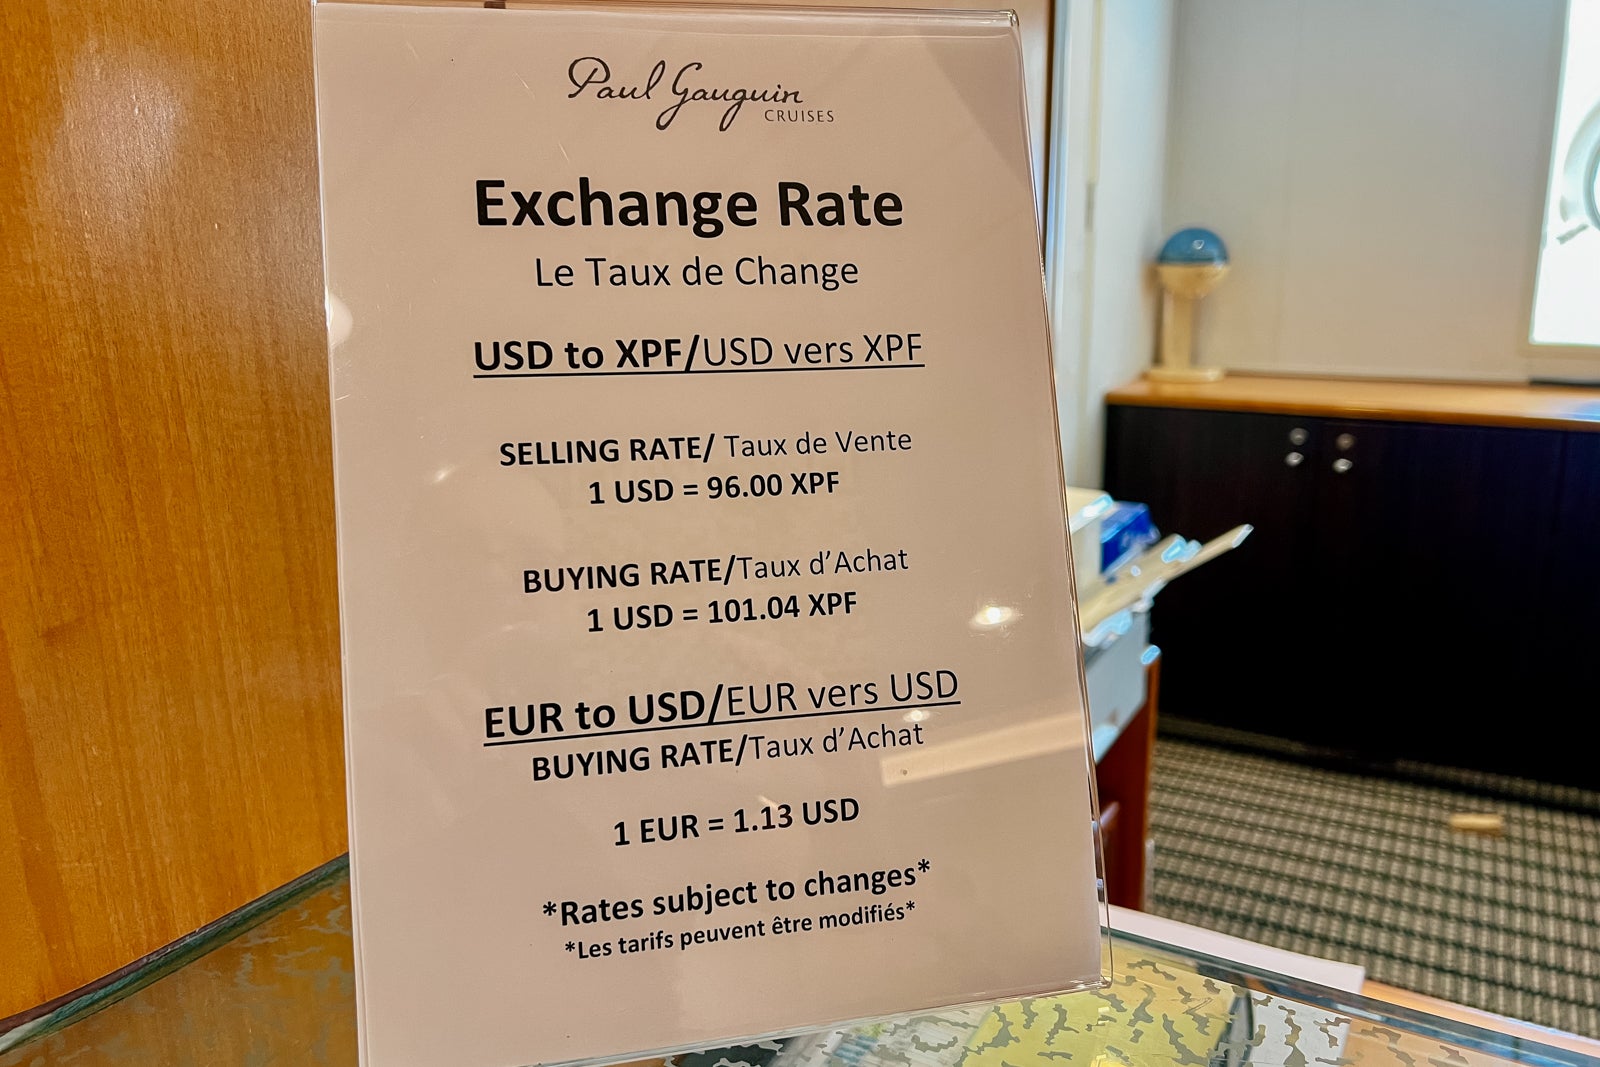 Paul Gauguin
CRUISES
Exchange Rate
Le Taux de Change
USD to XPF/USD vers XPF
SELLING RATE/ Taux de Vente
1 USD = 96.00 XPF
BUYING RATE/Taux d’Achat
1 USD = 101.04 XPF
EUR to USD/EUR vers USD
BUYING RATE/Taux d’Achat
1 EUR = 1.13 USD
*Rates subject to changes*
*Les tarifs peuvent être modifiés*